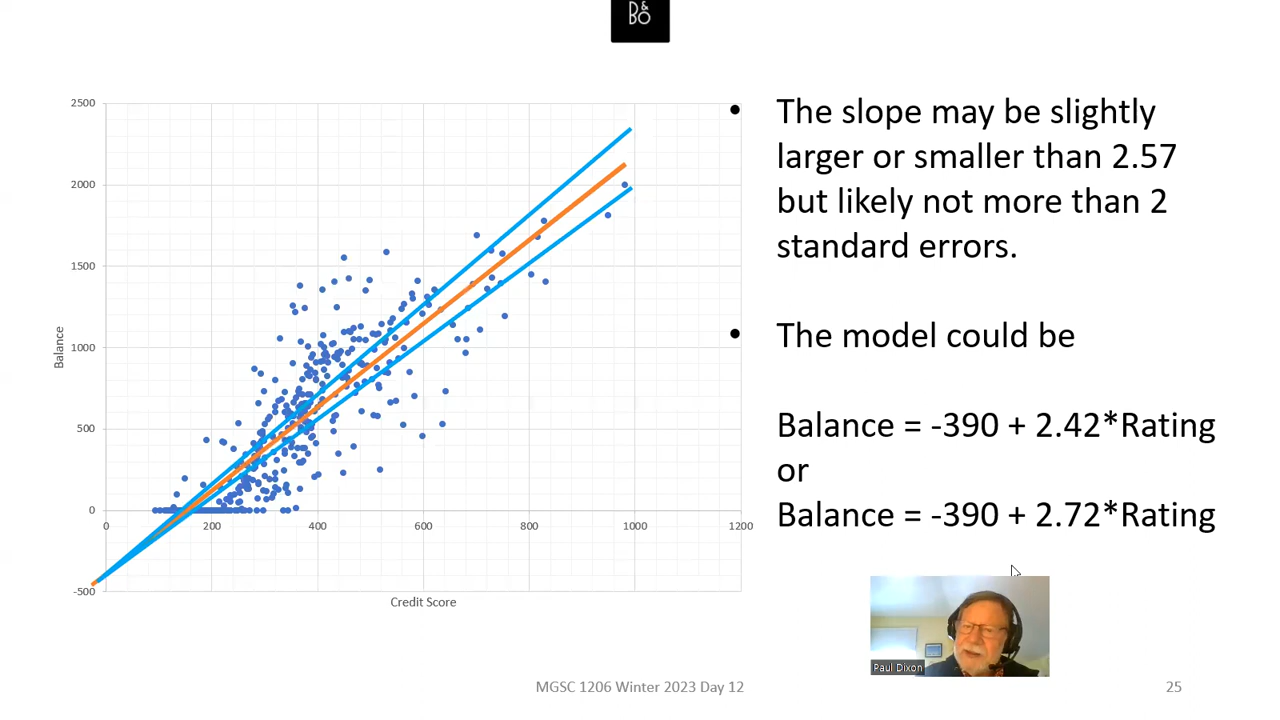 B&
BO
2500
2000
1500
1000
500
0
-500
0 200 400 600 800 1000 1200
Balance
Credit Score
• The slope may be slightly
larger or smaller than 2.57
but likely not more than 2
standard errors.
• The model could be
Balance = -390 + 2.42*Rating
or
Balance = -390 + 2.72*Rating
Paul Dixon
MGSC 1206 Winter 2023 Day 12
25